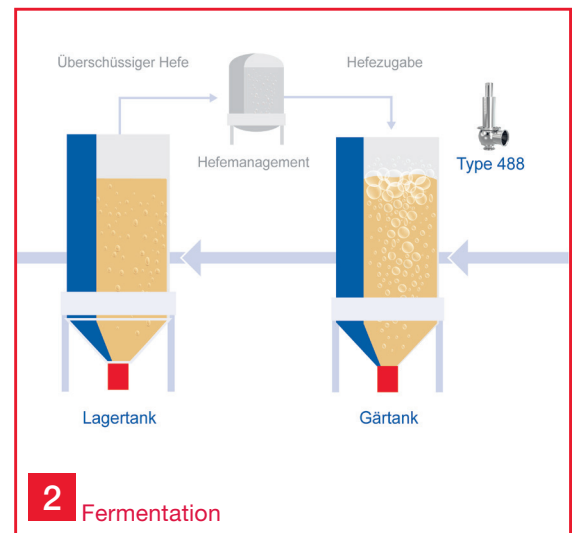 Überschüssiger Hefe
Hefezugabe
Hefemanagement
Type 488
Lagertank
Gärtank
2 Fermentation